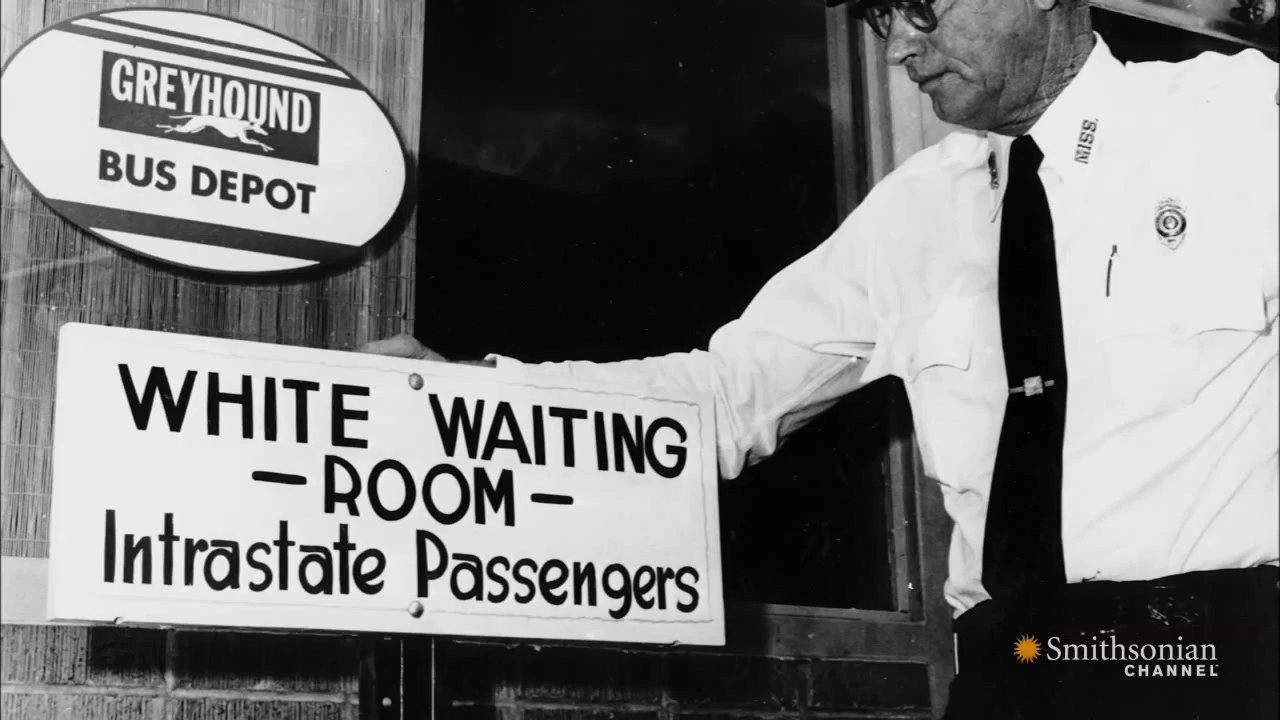 GREYHOUND
BUS DEPOT
MISS.
WHITE WAITING
– ROOM –
Intrastate Passengers
Smithsonian
CHANNEL